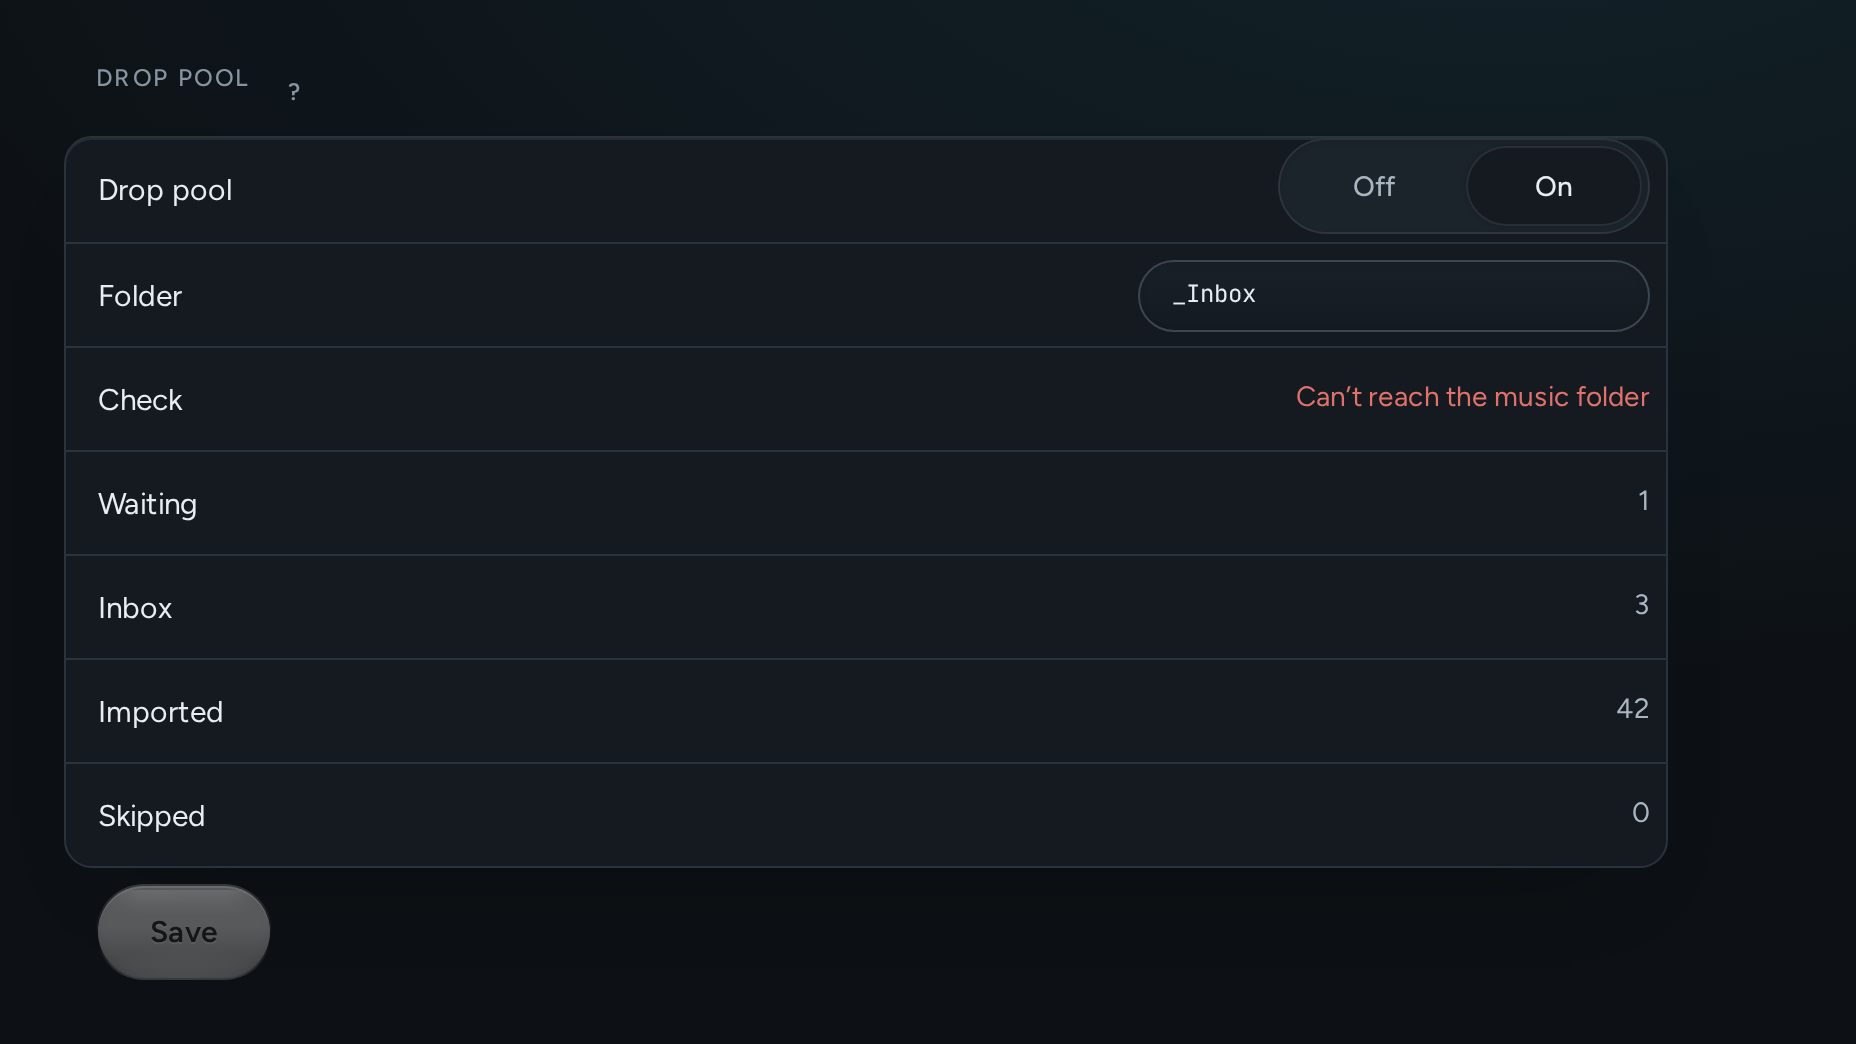 DROP POOL ?
Drop pool Off On
Folder _Inbox
Check Can’t reach the music folder
Waiting 1
Inbox 3
Imported 42
Skipped 0
Save